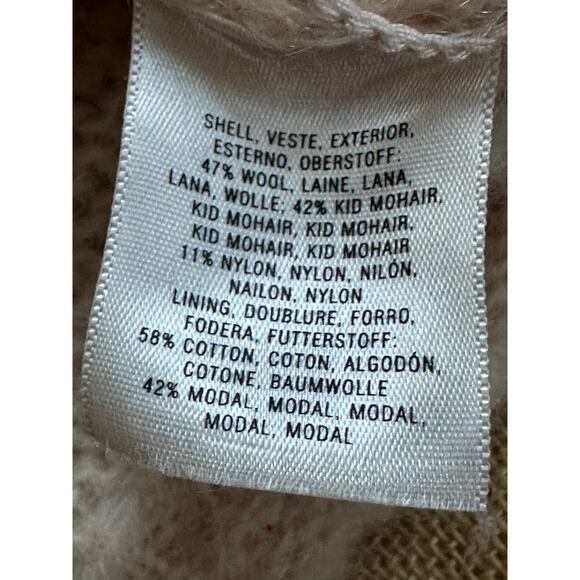 SHELL, VESTE, EXTERIOR,
ESTERNO, OBERSTOFF:
47% WOOL, LAINE, LANA,
LANA, WOLLE; 42% KID MOHAIR,
KID MOHAIR, KID MOHAIR,
KID MOHAIR, KID MOHAIR
11% NYLON, NYLON, NILÓN,
NAILON, NYLON
LINING, DOUBLURE, FORRO,
FODERA, FUTTERSTOFF:
58% COTTON, COTON, ALGODÓN,
COTONE, BAUMWOLLE
42% MODAL, MODAL, MODAL,
MODAL, MODAL